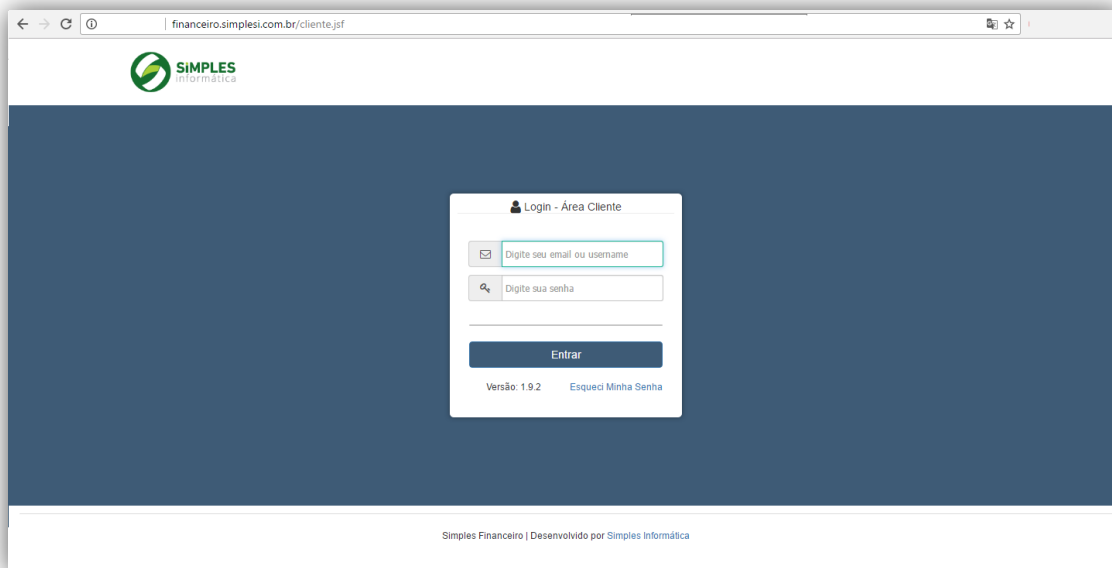 financeiro.simplesi.com.br/cliente.jsf
SIMPLES
informática
Login - Área Cliente
Digite seu email ou username
Digite sua senha
Entrar
Versão: 1.9.2 Esqueci Minha Senha
Simples Financeiro | Desenvolvido por Simples Informática